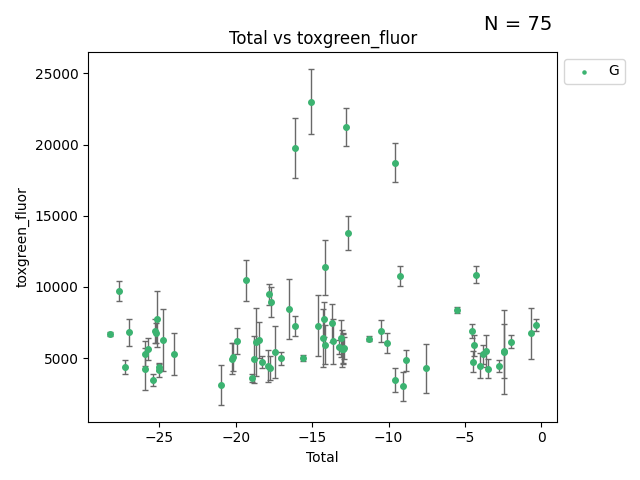 N = 75
Total vs toxgreen_fluor
G
25000
20000
15000
10000
5000
toxgreen_fluor
−25 −20 −15 −10 −5 0
Total